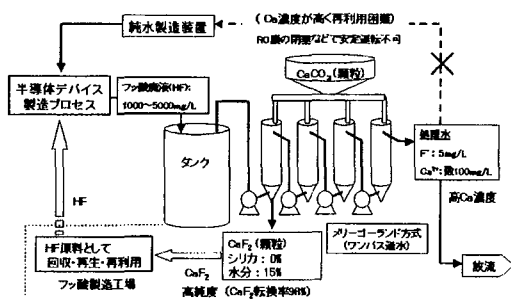 純水製造装置
(Ca濃度が高く再利用困難)
RO膜の閉塞などで安定運転不可
半導体デバイス
製造プロセス
フッ酸廃液(HF):
1000~5000mg/L
CaCO₃(顆粒)
タンク
処理水
F⁻:5mg/L
Ca²⁺:数100mg/L
高Ca濃度
HF
メリーゴーランド方式
(ワンパス通水)
CaF₂(顆粒)
シリカ:0%
水分:15%
HF原料として
回収・再生・再利用
CaF₂
フッ酸製造工場
高純度(CaF₂転換率98%)
放流